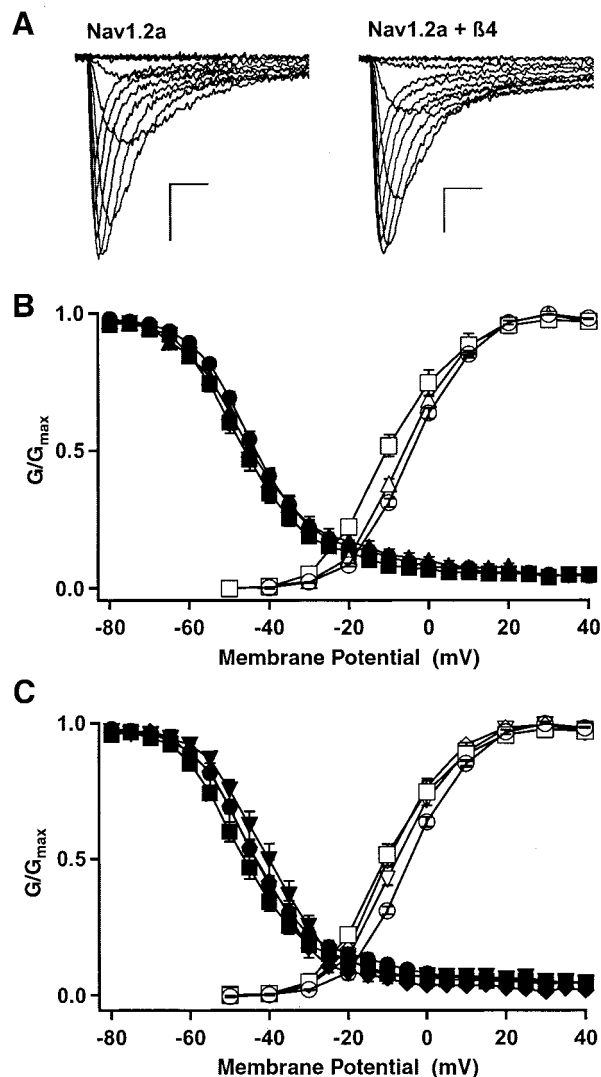 A
Nav1.2a
Nav1.2a + ß4
B
1.0
0.5
0.0
G/Gmax
-80 -60 -40 -20 0 20 40
Membrane Potential (mV)
C
1.0
0.5
0.0
G/Gmax
-80 -60 -40 -20 0 20 40
Membrane Potential (mV)